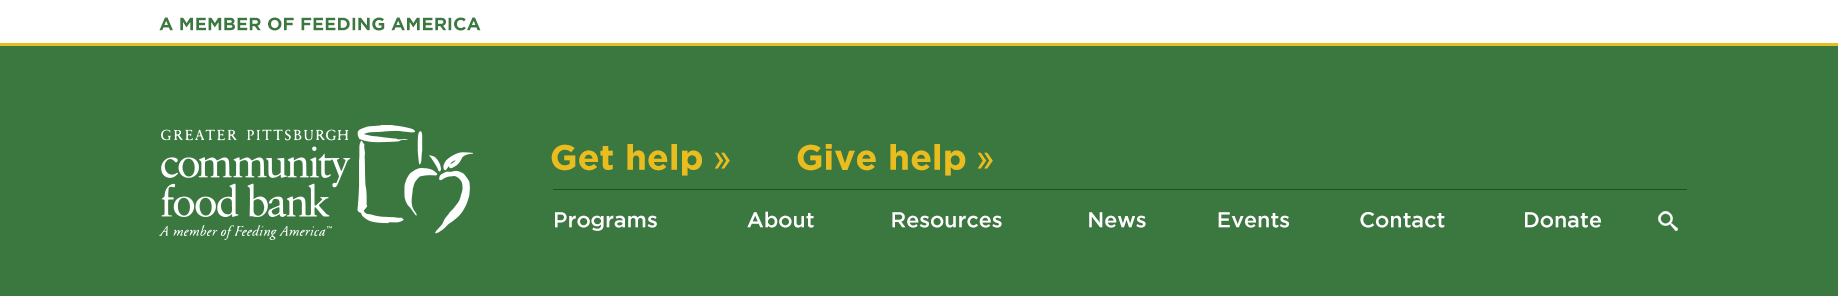 A MEMBER OF FEEDING AMERICA
GREATER PITTSBURGH
community
food bank
A member of Feeding America™
Get help » Give help »
Programs About Resources News Events Contact Donate